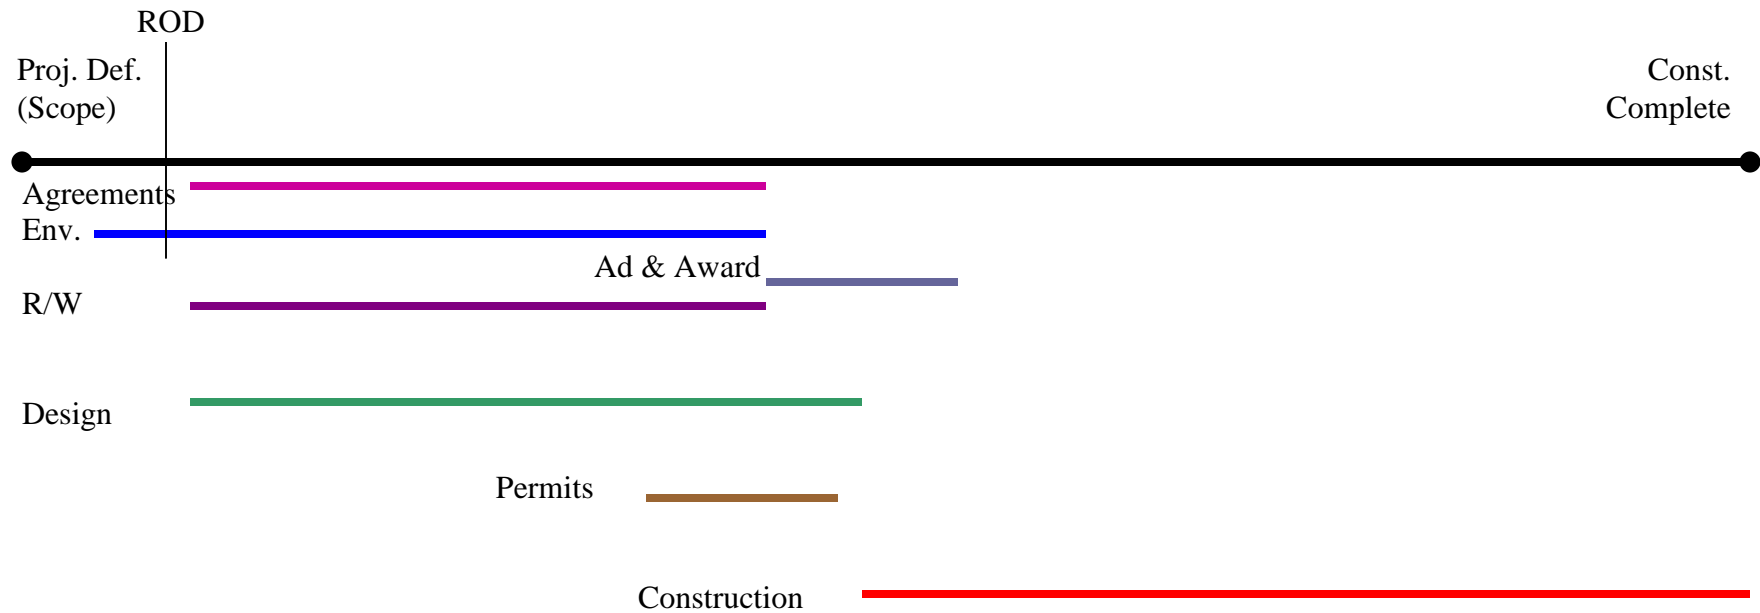 ROD
Proj. Def.
(Scope)
Const.
Complete
Agreements
Env.
Ad & Award
R/W
Design
Permits
Construction